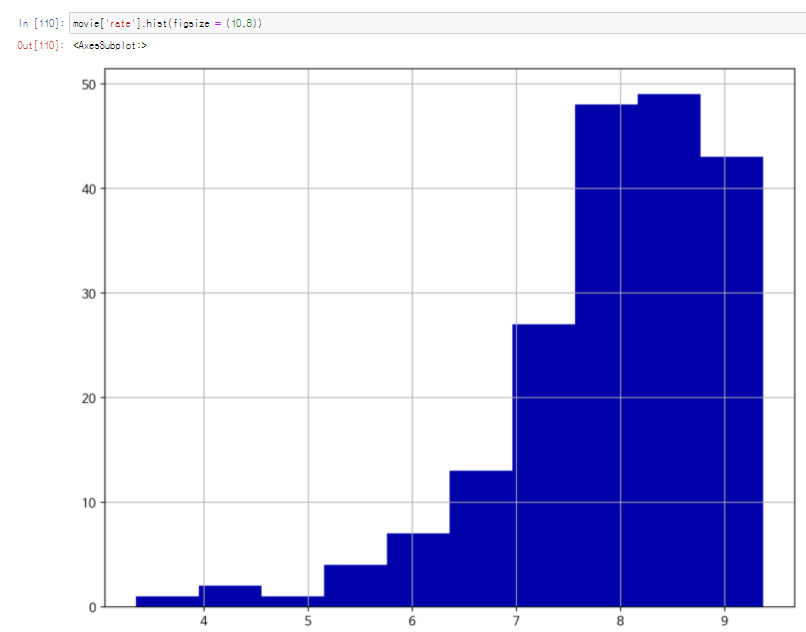 In [110]: movie['rate'].hist(figsize = (10,8))
Out[110]: <AxesSubplot:>
50
40
30
20
10
0
4 5 6 7 8 9